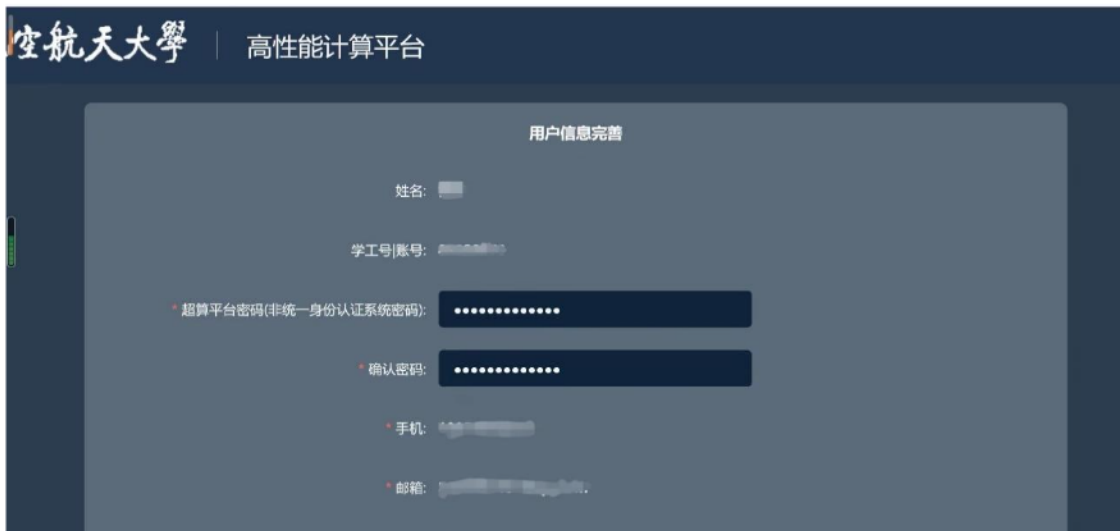 空航天大學 | 高性能计算平台
用户信息完善
姓名:
学工号|账号:
* 超算平台密码(非统一身份认证系统密码): •••••••••••••
* 确认密码: •••••••••••••
* 手机:
* 邮箱: